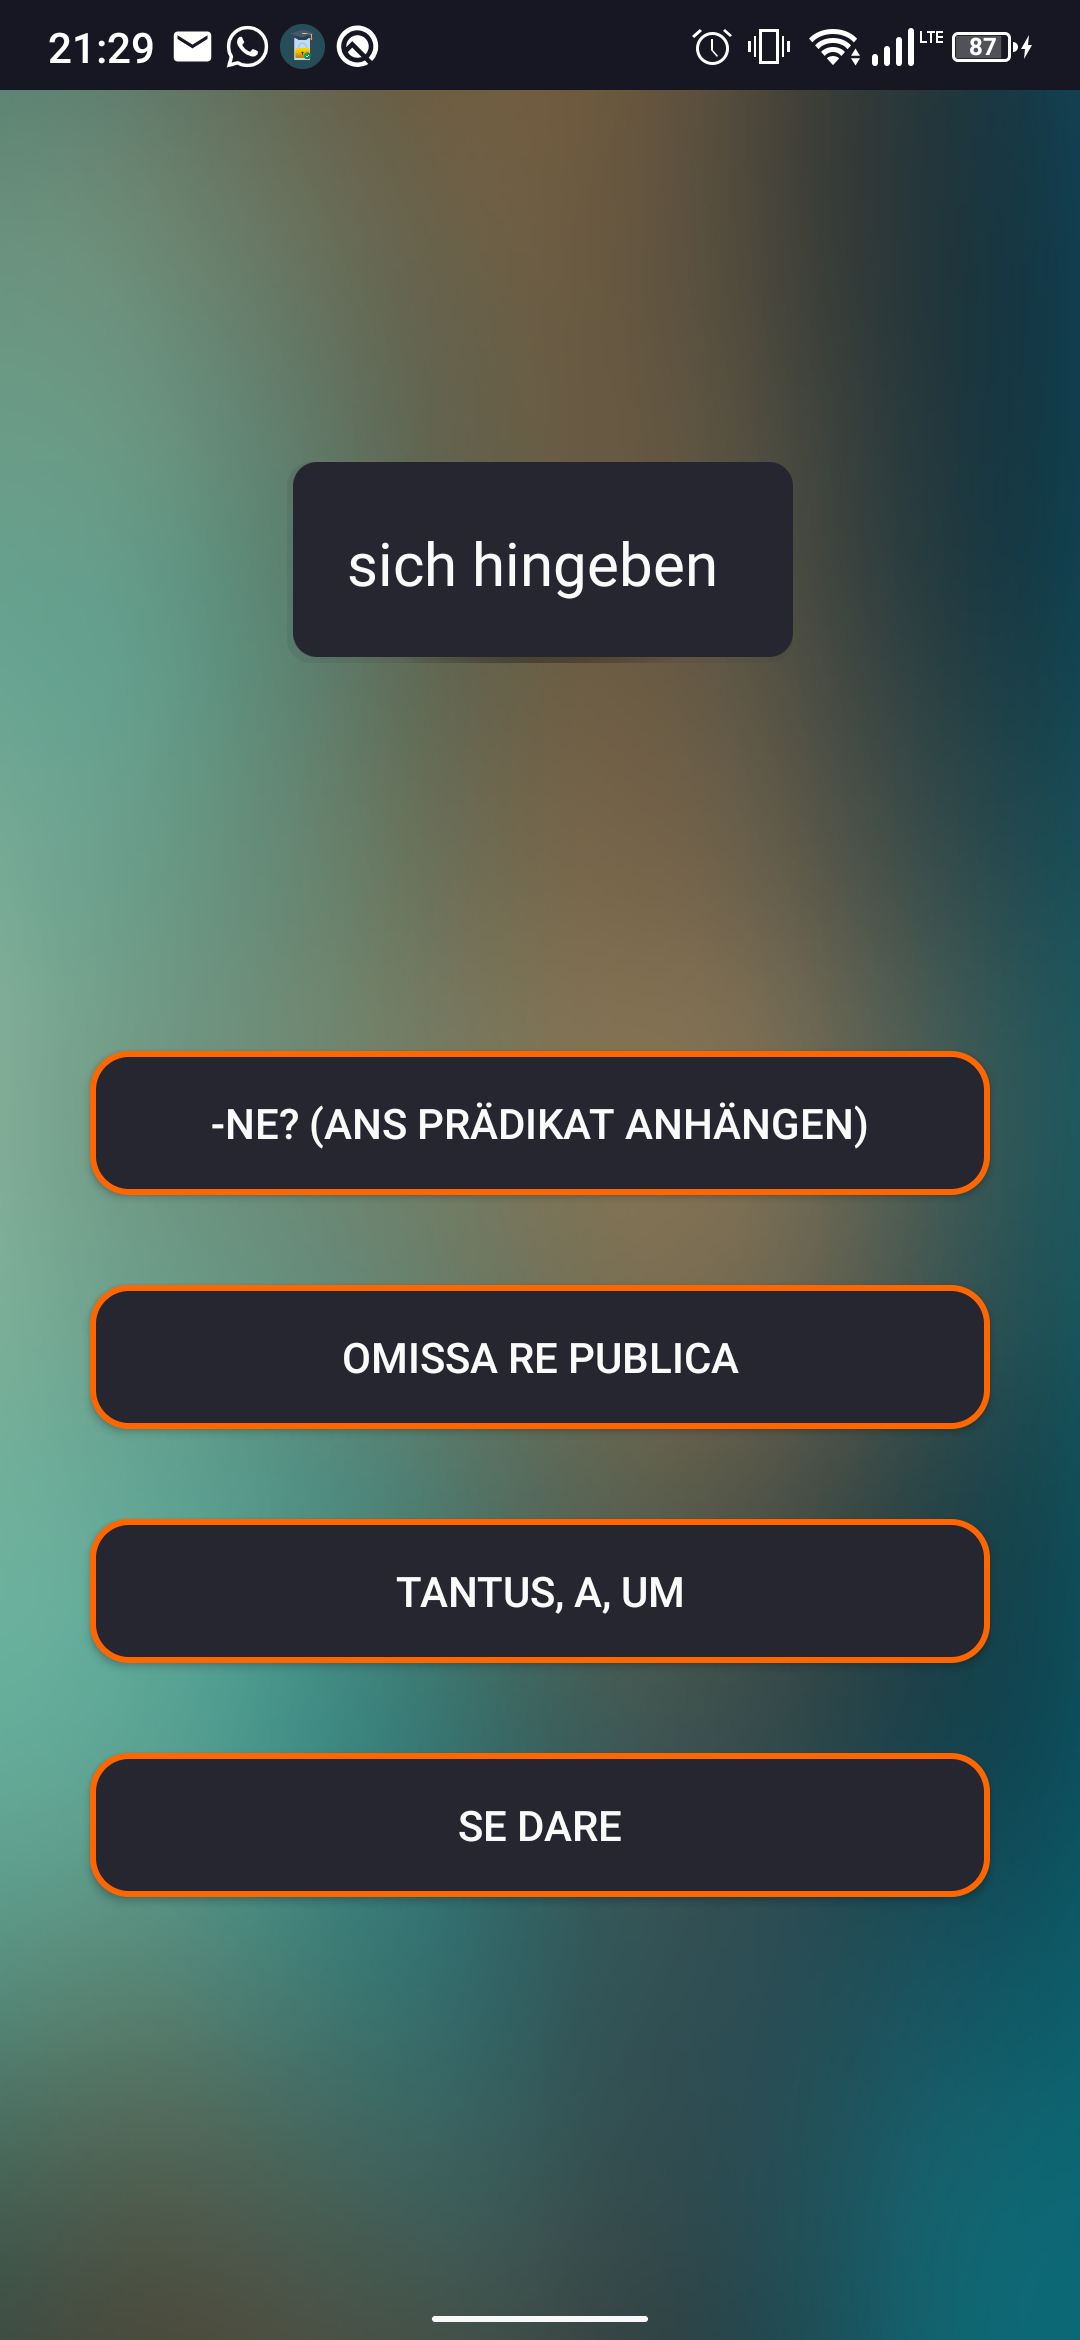 21:29 LTE 87
sich hingeben
-NE? (ANS PRÄDIKAT ANHÄNGEN)
OMISSA RE PUBLICA
TANTUS, A, UM
SE DARE